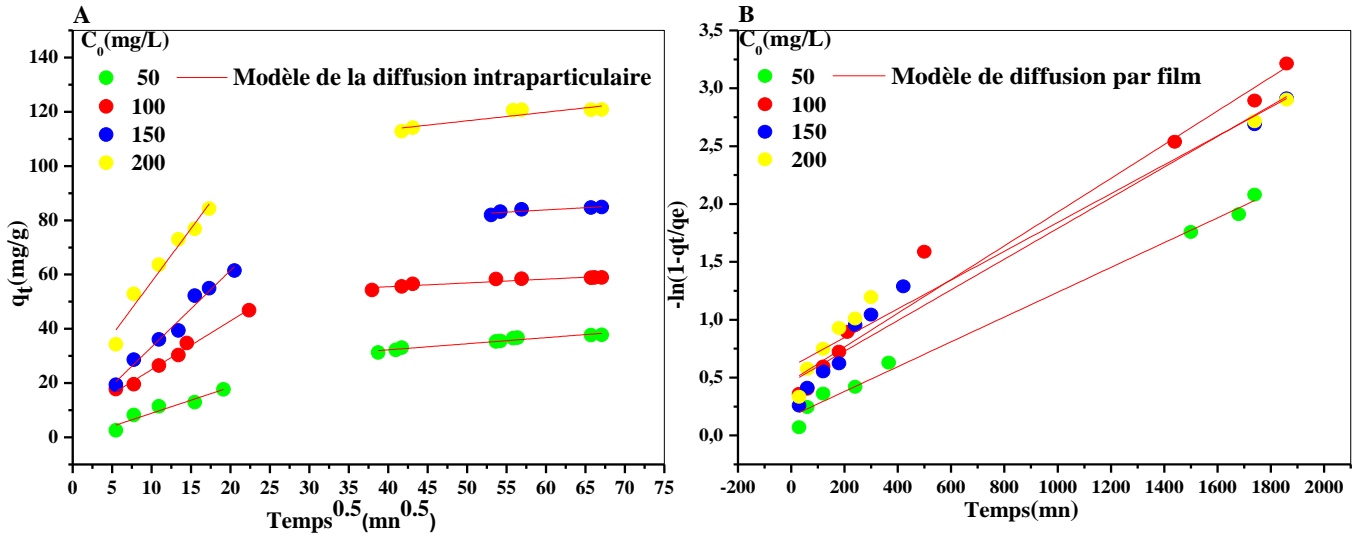 A
C0(mg/L)
50
100
150
200
Modèle de la diffusion intraparticulaire
qt(mg/g)
140
120
100
80
60
40
20
0
0 5 10 15 20 25 30 35 40 45 50 55 60 65 70 75
Temps0.5(mn0.5)
B
C0(mg/L)
50
100
150
200
Modèle de diffusion par film
-ln(1-qt/qe)
3,5
3,0
2,5
2,0
1,5
1,0
0,5
0,0
-200 0 200 400 600 800 1000 1200 1400 1600 1800 2000
Temps(mn)